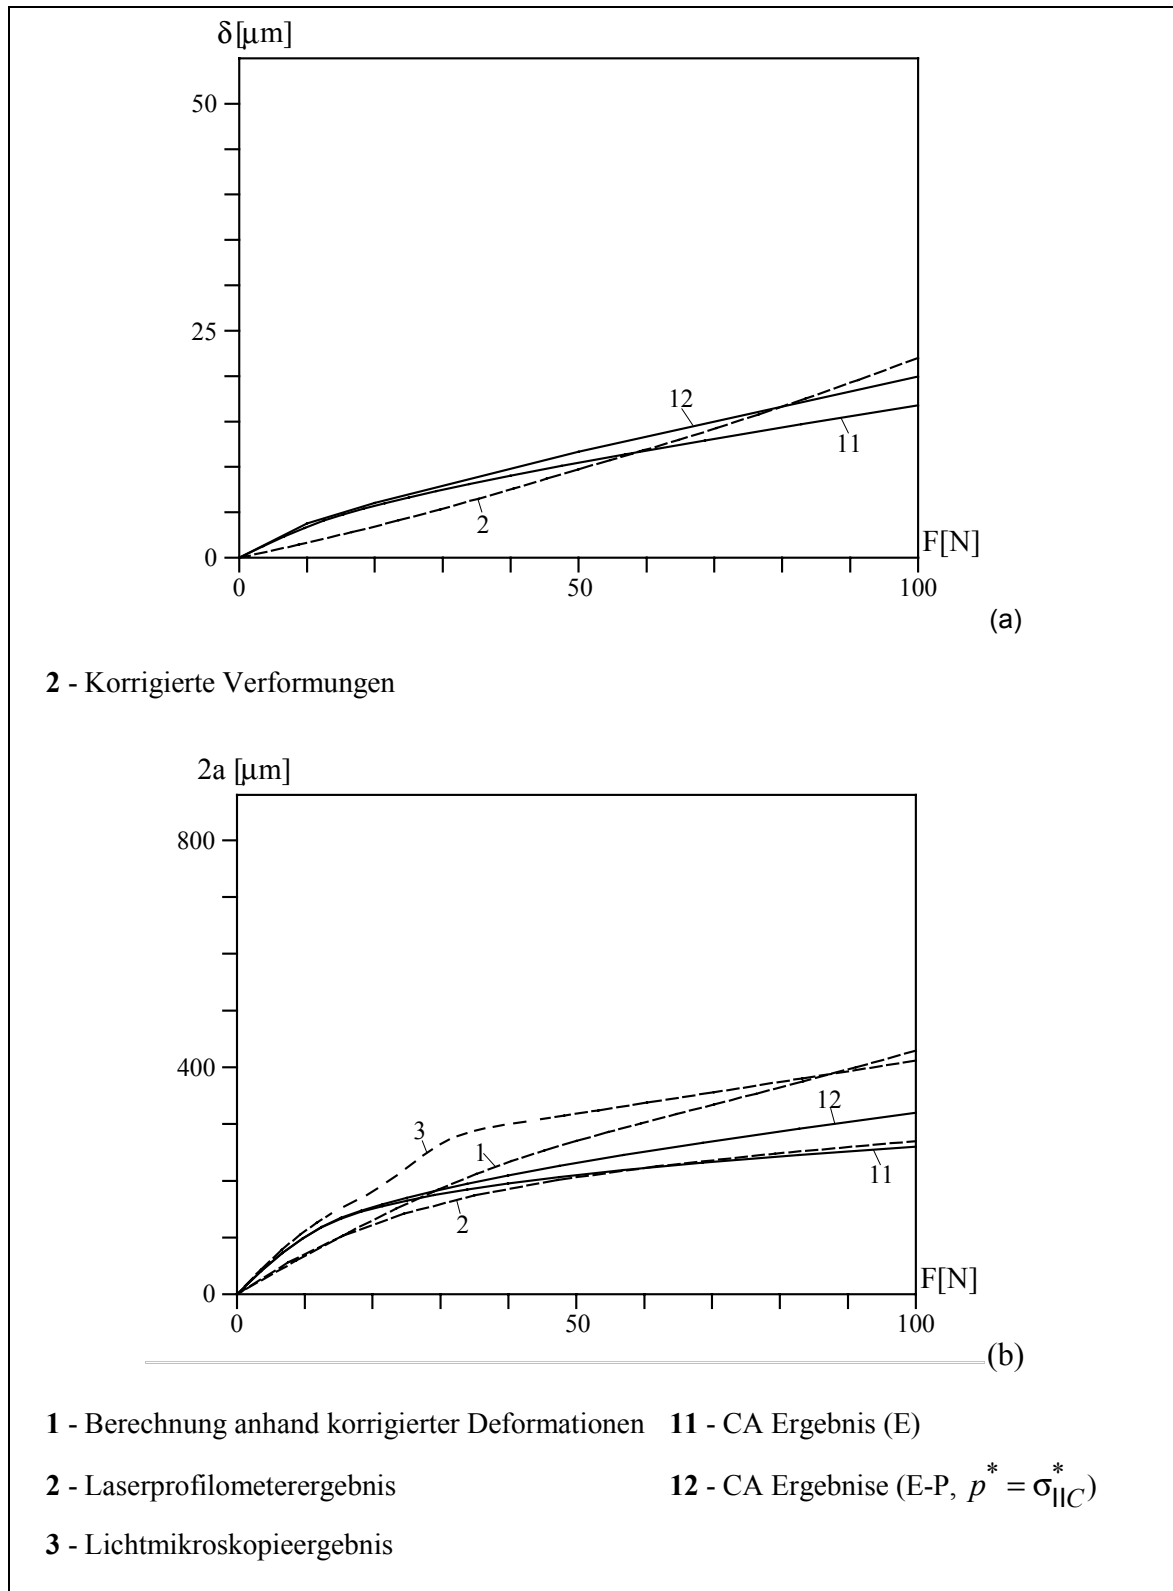 δ[μm]
50
25
12
11
2
0
F[N]
0
50
100
(a)
2 - Korrigierte Verformungen
2a [μm]
800
400
3
1
12
11
2
0
F[N]
0
50
100
(b)
1 - Berechnung anhand korrigierter Deformationen 11 - CA Ergebnis (E)
2 - Laserprofilometerergebnis 12 - CA Ergebnise (E-P, p* = σ*IIC)
3 - Lichtmikroskopieergebnis